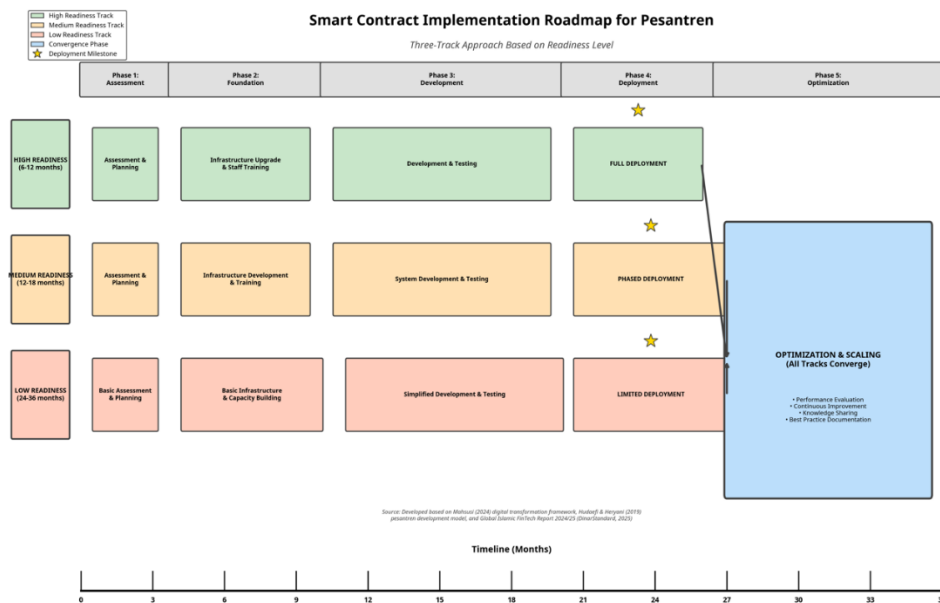 High Readiness Track
Medium Readiness Track
Low Readiness Track
Convergence Phase
Deployment Milestone
Smart Contract Implementation Roadmap for Pesantren
Three-Track Approach Based on Readiness Level
Phase 1:
Assessment
Phase 2:
Foundation
Phase 3:
Development
Phase 4:
Deployment
Phase 5:
Optimization
HIGH READINESS
(6-12 months)
Assessment &
Planning
Infrastructure Upgrade
& Staff Training
Development & Testing
FULL DEPLOYMENT
MEDIUM READINESS
(12-18 months)
Assessment &
Planning
Infrastructure Development
& Training
System Development & Testing
PHASED DEPLOYMENT
LOW READINESS
(24-36 months)
Basic Assessment
& Planning
Basic Infrastructure
& Capacity Building
Simplified Development & Testing
LIMITED DEPLOYMENT
OPTIMIZATION & SCALING
(All Tracks Converge)
• Performance Evaluation
• Continuous Improvement
• Knowledge Sharing
• Best Practice Documentation
Source: Developed based on (2024) digital transformation framework, & (2019)
pesantren development model, and Global Islamic FinTech Report 2024/25 (DinarStandard, 2025)
Timeline (Months)
0 3 6 9 12 15 18 21 24 27 30 33